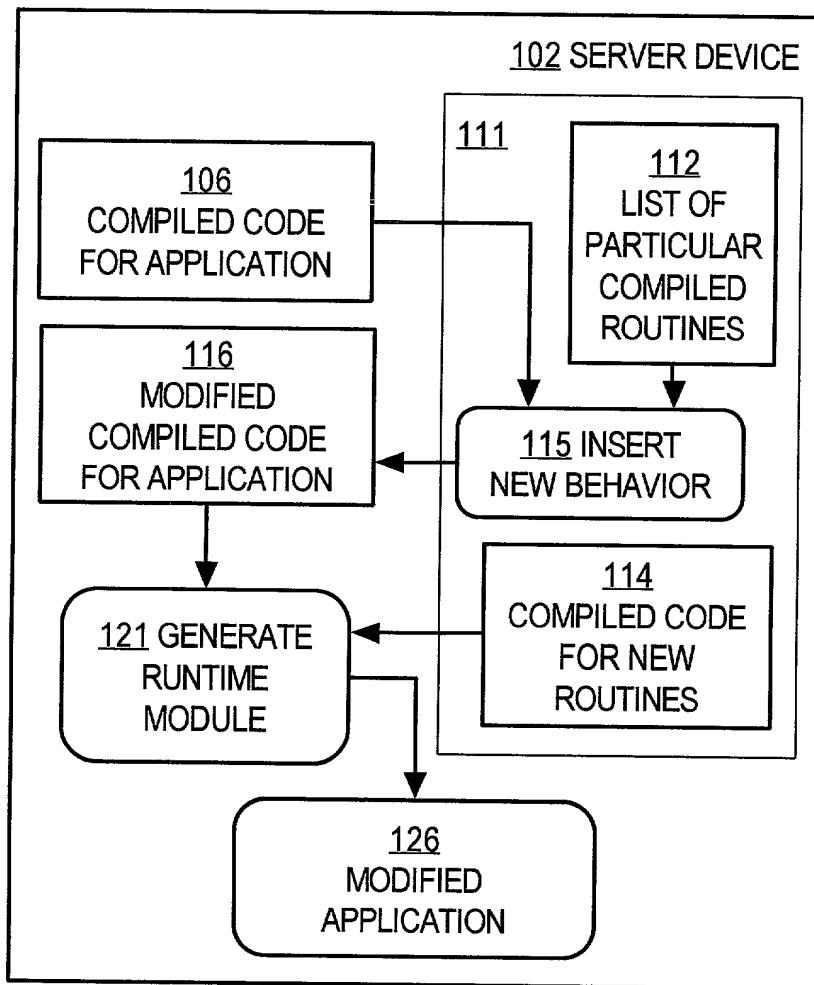 102 SERVER DEVICE
111
112
LIST OF
PARTICULAR
COMPILED
ROUTINES
106
COMPILED CODE
FOR APPLICATION
116
MODIFIED
COMPILED CODE
FOR APPLICATION
115 INSERT
NEW BEHAVIOR
114
COMPILED CODE
FOR NEW
ROUTINES
121 GENERATE
RUNTIME
MODULE
126
MODIFIED
APPLICATION